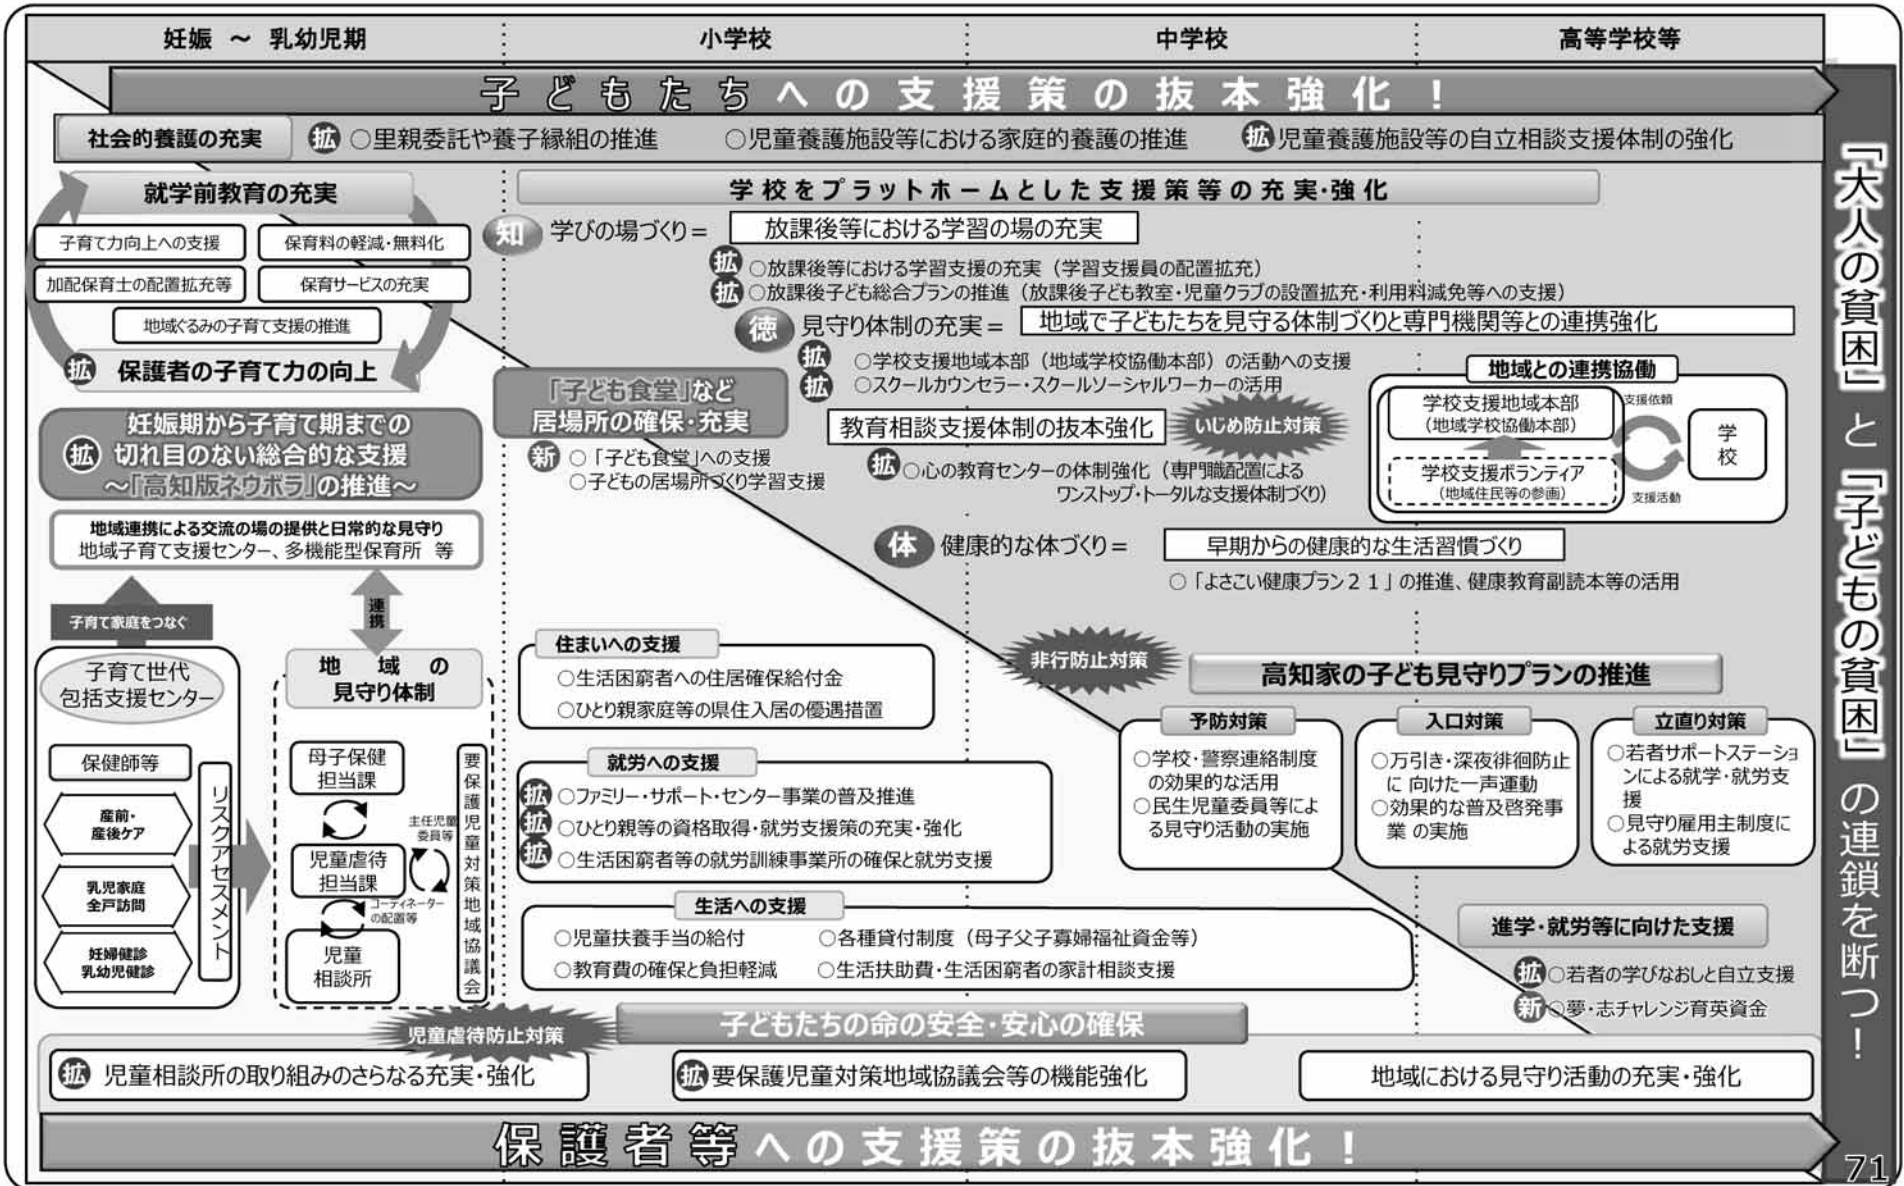 妊娠 ～ 乳幼児期
小学校
中学校
高等学校等
子どもたちへの支援策の抜本強化！
社会的養護の充実
拡 ○里親委託や養子縁組の推進
○児童養護施設等における家庭的養護の推進
拡 児童養護施設等の自立相談支援体制の強化
就学前教育の充実
子育て力向上への支援
保育料の軽減・無料化
加配保育士の配置拡充等
保育サービスの充実
地域ぐるみの子育て支援の推進
拡 保護者の子育て力の向上
妊娠期から子育て期までの
拡 切れ目のない総合的な支援
～「高知版ネウボラ」の推進～
地域連携による交流の場の提供と日常的な見守り
地域子育て支援センター、多機能型保育所 等
子育て家庭をつなぐ
連携
子育て世代
包括支援センター
保健師等
産前・
産後ケア
乳児家庭
全戸訪問
妊婦健診
乳幼児健診
リスクアセスメント
地 域 の
見守り体制
母子保健
担当課
主任児童
委員等
児童虐待
担当課
コーディネーター
の配置等
児童
相談所
要保護児童対策地域協議会
学校をプラットホームとした支援策等の充実・強化
知 学びの場づくり＝
放課後等における学習の場の充実
拡 ○放課後等における学習支援の充実（学習支援員の配置拡充）
拡 ○放課後子ども総合プランの推進（放課後子ども教室・児童クラブの設置拡充・利用料減免等への支援）
徳 見守り体制の充実＝
地域で子どもたちを見守る体制づくりと専門機関等との連携強化
拡 ○学校支援地域本部（地域学校協働本部）の活動への支援
拡 ○スクールカウンセラー・スクールソーシャルワーカーの活用
「子ども食堂」など
居場所の確保・充実
新 ○「子ども食堂」への支援
○子どもの居場所づくり学習支援
教育相談支援体制の抜本強化
いじめ防止対策
拡 ○心の教育センターの体制強化（専門職配置による
ワンストップ・トータルな支援体制づくり）
地域との連携協働
学校支援地域本部
（地域学校協働本部）
支援依頼
学校
学校支援ボランティア
（地域住民等の参画）
支援活動
体 健康的な体づくり＝
早期からの健康的な生活習慣づくり
○「よさこい健康プラン２１」の推進、健康教育副読本等の活用
住まいへの支援
○生活困窮者への住居確保給付金
○ひとり親家庭等の県住入居の優遇措置
就労への支援
拡 ○ファミリー・サポート・センター事業の普及推進
拡 ○ひとり親等の資格取得・就労支援策の充実・強化
拡 ○生活困窮者等の就労訓練事業所の確保と就労支援
生活への支援
○児童扶養手当の給付
○各種貸付制度（母子父子寡婦福祉資金等）
○教育費の確保と負担軽減
○生活扶助費・生活困窮者の家計相談支援
非行防止対策
高知家の子ども見守りプランの推進
予防対策
○学校・警察連絡制度
の効果的な活用
○民生児童委員等によ
る見守り活動の実施
入口対策
○万引き・深夜徘徊防止
に 向けた一声運動
○効果的な普及啓発事
業 の実施
立直り対策
○若者サポートステーショ
ンによる就学・就労支
援
○見守り雇用主制度に
よる就労支援
進学・就労等に向けた支援
拡 ○若者の学びなおしと自立支援
新 ○夢・志チャレンジ育英資金
児童虐待防止対策
子どもたちの命の安全・安心の確保
拡 児童相談所の取り組みのさらなる充実・強化
拡 要保護児童対策地域協議会等の機能強化
地域における見守り活動の充実・強化
保護者等への支援策の抜本強化！
「大人の貧困」と「子どもの貧困」の連鎖を断つ！
71